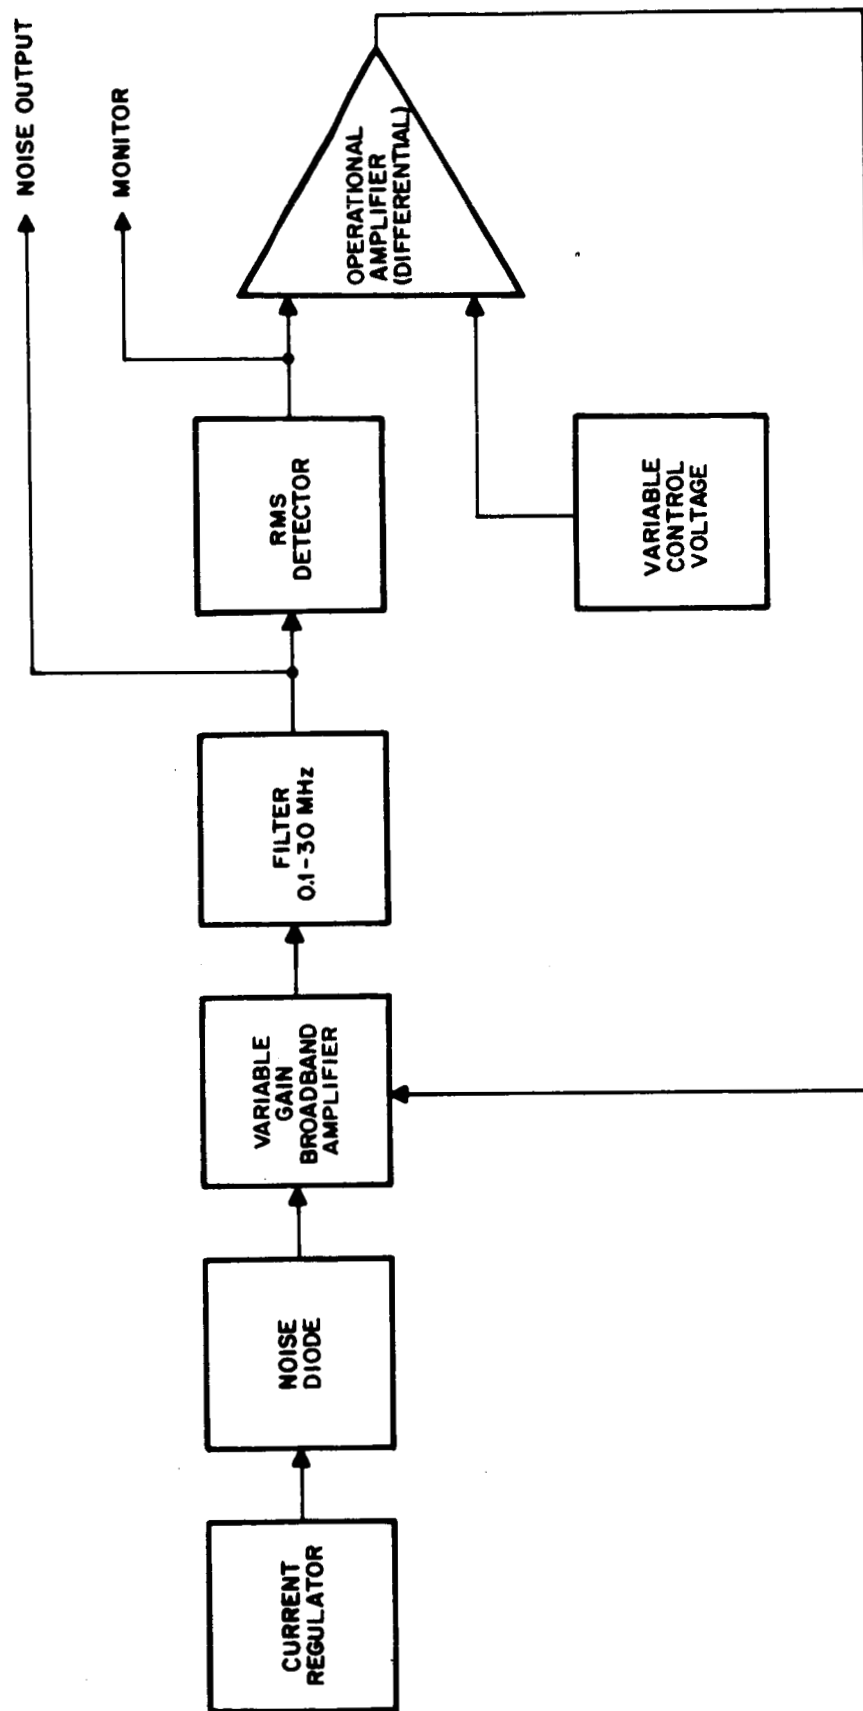 CURRENT
REGULATOR
NOISE
DIODE
VARIABLE
GAIN
BROADBAND
AMPLIFIER
FILTER
0.1-30 MHz
RMS
DETECTOR
NOISE OUTPUT
MONITOR
OPERATIONAL
AMPLIFIER
(DIFFERENTIAL)
VARIABLE
CONTROL
VOLTAGE